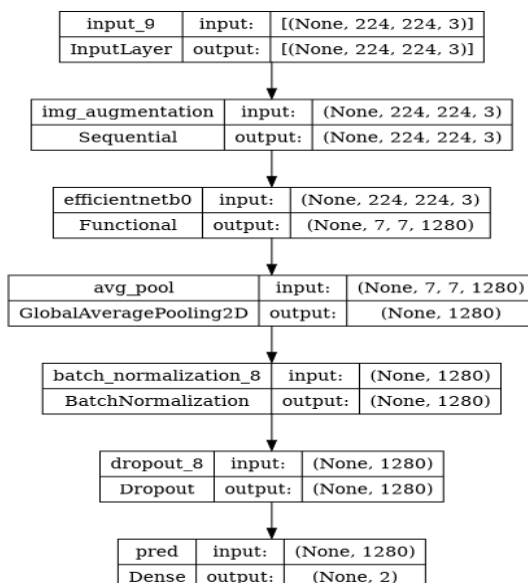 input_9 input: [(None, 224, 224, 3)]
InputLayer output: [(None, 224, 224, 3)]
img_augmentation input: (None, 224, 224, 3)
Sequential output: (None, 224, 224, 3)
efficientnetb0 input: (None, 224, 224, 3)
Functional output: (None, 7, 7, 1280)
avg_pool input: (None, 7, 7, 1280)
GlobalAveragePooling2D output: (None, 1280)
batch_normalization_8 input: (None, 1280)
BatchNormalization output: (None, 1280)
dropout_8 input: (None, 1280)
Dropout output: (None, 1280)
pred input: (None, 1280)
Dense output: (None, 2)